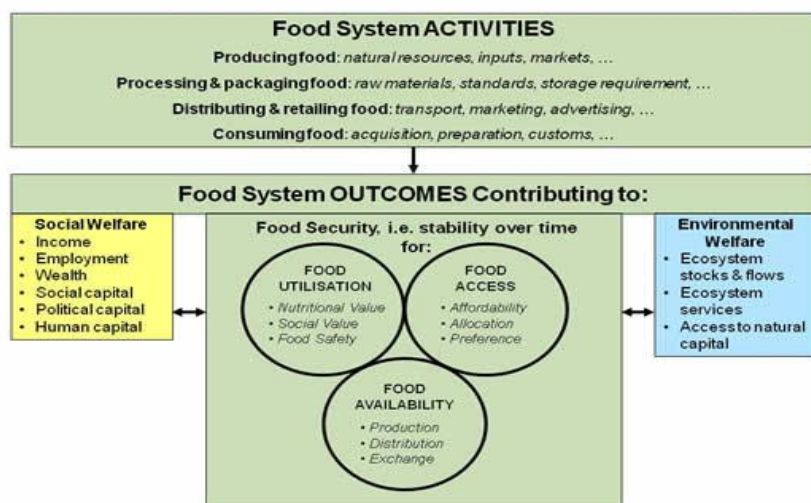 Food System ACTIVITIES
Producing food: natural resources, inputs, markets, …
Processing & packaging food: raw materials, standards, storage requirement, …
Distributing & retailing food: transport, marketing, advertising, …
Consuming food: acquisition, preparation, customs, …
Food System OUTCOMES Contributing to:
Social Welfare
• Income
• Employment
• Wealth
• Social capital
• Political capital
• Human capital
Food Security, i.e. stability over time
for:
FOOD
UTILISATION
• Nutritional Value
• Social Value
• Food Safety
FOOD
ACCESS
• Affordability
• Allocation
• Preference
FOOD
AVAILABILITY
• Production
• Distribution
• Exchange
Environmental
Welfare
• Ecosystem
stocks & flows
• Ecosystem
services
• Access to natural
capital